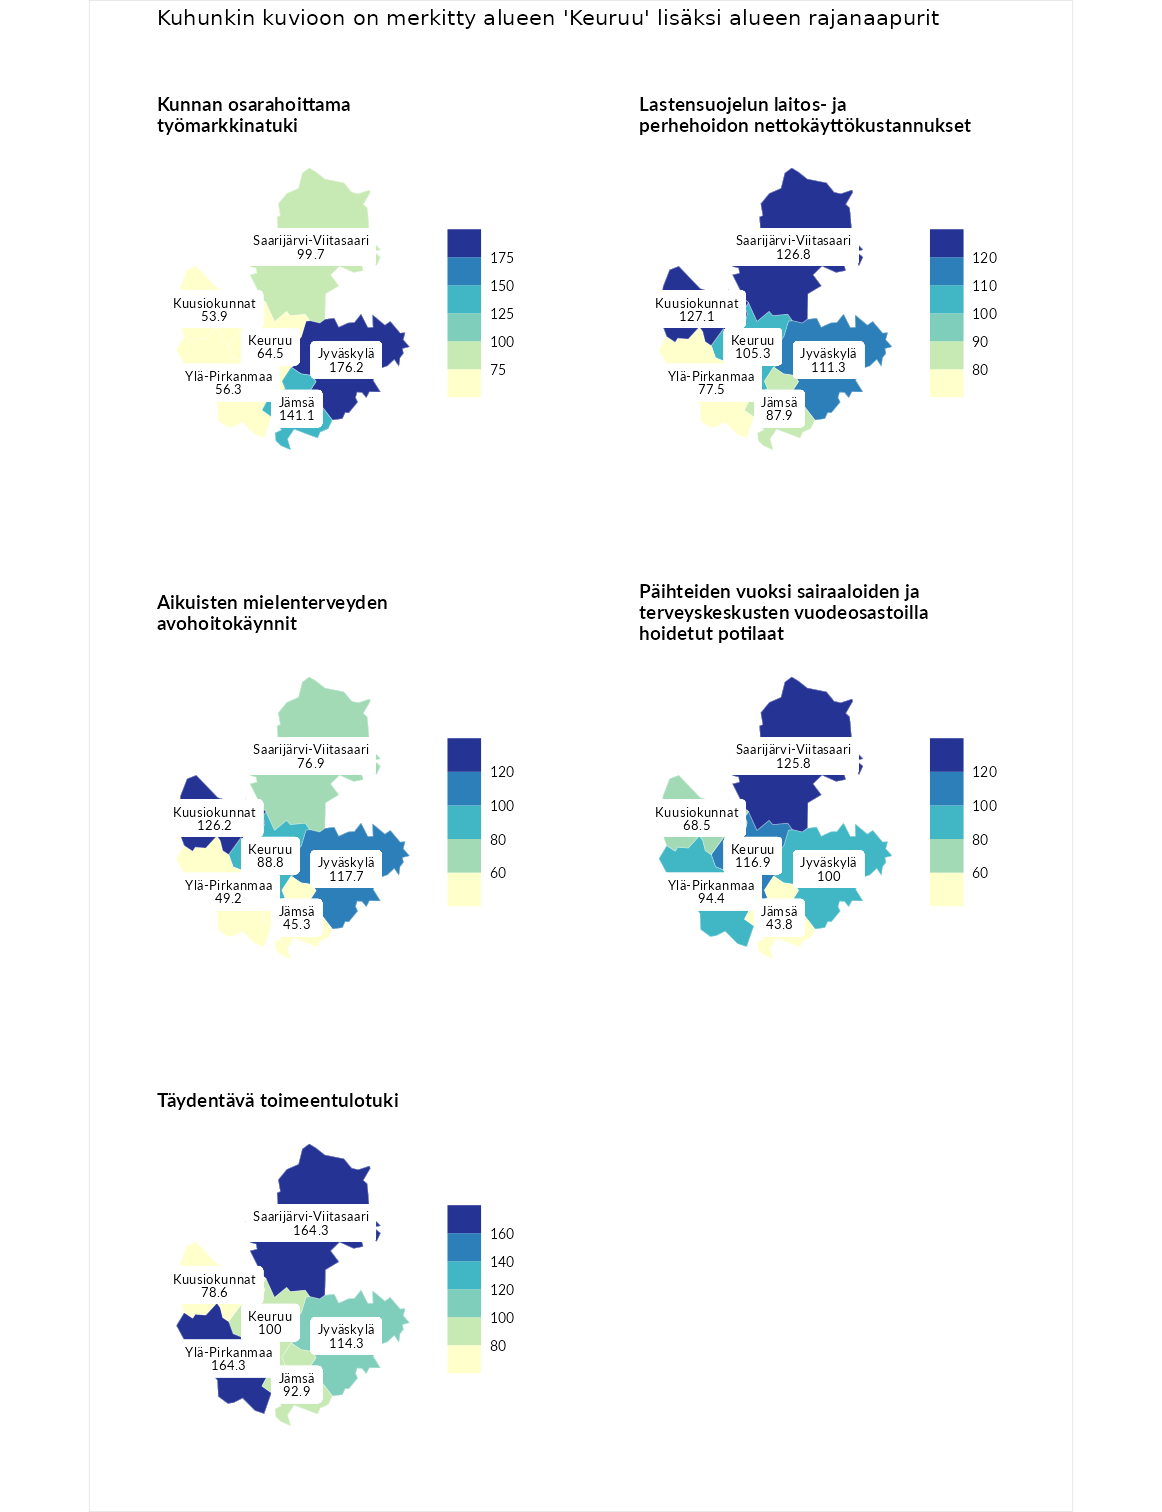 Kuhunkin kuvioon on merkitty alueen 'Keuruu' lisäksi alueen rajanaapurit
Kunnan osarahoittama
työmarkkinatuki
Saarijärvi-Viitasaari
99.7
Kuusiokunnat
53.9
Keuruu
64.5
Jyväskylä
176.2
Ylä-Pirkanmaa
56.3
Jämsä
141.1
175
150
125
100
75
Lastensuojelun laitos- ja
perhehoidon nettokäyttökustannukset
Saarijärvi-Viitasaari
126.8
Kuusiokunnat
127.1
Keuruu
105.3
Jyväskylä
111.3
Ylä-Pirkanmaa
77.5
Jämsä
87.9
120
110
100
90
80
Aikuisten mielenterveyden
avohoitokäynnit
Saarijärvi-Viitasaari
76.9
Kuusiokunnat
126.2
Keuruu
88.8
Jyväskylä
117.7
Ylä-Pirkanmaa
49.2
Jämsä
45.3
120
100
80
60
Päihteiden vuoksi sairaaloiden ja
terveyskeskusten vuodeosastoilla
hoidetut potilaat
Saarijärvi-Viitasaari
125.8
Kuusiokunnat
68.5
Keuruu
116.9
Jyväskylä
100
Ylä-Pirkanmaa
94.4
Jämsä
43.8
120
100
80
60
Täydentävä toimeentulotuki
Saarijärvi-Viitasaari
164.3
Kuusiokunnat
78.6
Keuruu
100
Jyväskylä
114.3
Ylä-Pirkanmaa
164.3
Jämsä
92.9
160
140
120
100
80